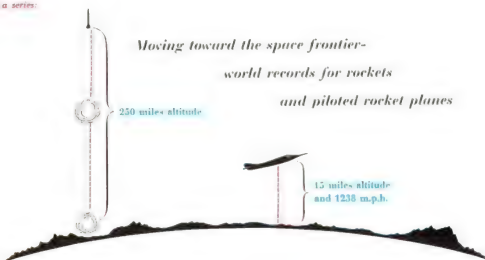 a series:
Moving toward the space frontier-
world records for rockets
and piloted rocket planes
250 miles altitude
15 miles altitude
and 1238 m.p.h.